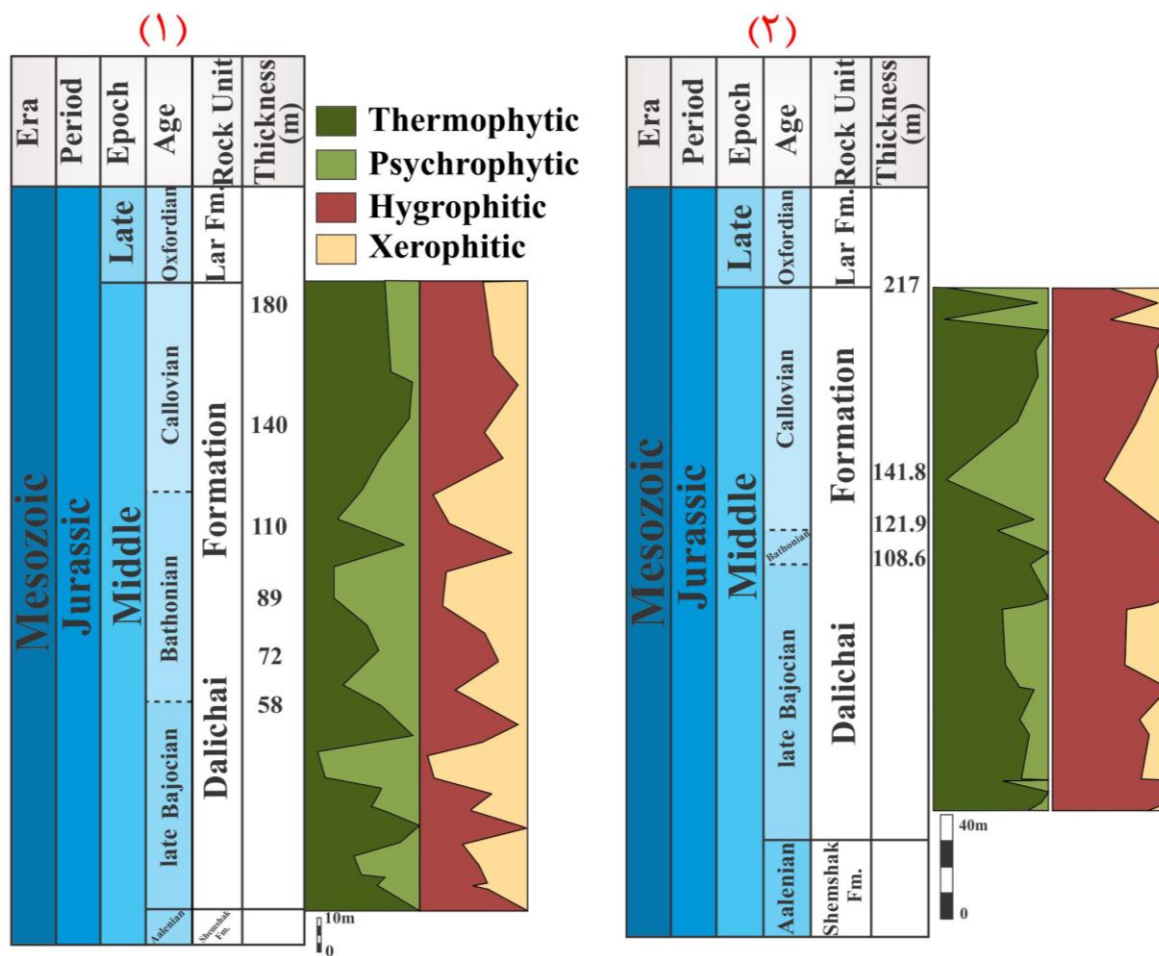 (۱)
Era
Period
Epoch
Age
Rock Unit
Thickness
(m)
Thermophytic
Psychrophytic
Hygrophitic
Xerophitic
Mesozoic
Jurassic
Late
Middle
Oxfordian
Callovian
Bathonian
late Bajocian
Aalenian
Lar Fm.
Dalichai Formation
Shemshak
Fm.
180
140
110
89
72
58
10m
0
(۲)
Era
Period
Epoch
Age
Rock Unit
Thickness
(m)
Mesozoic
Jurassic
Late
Middle
Oxfordian
Callovian
Bathonian
late Bajocian
Aalenian
Lar Fm.
Dalichai Formation
Shemshak
Fm.
217
141.8
121.9
108.6
40m
0